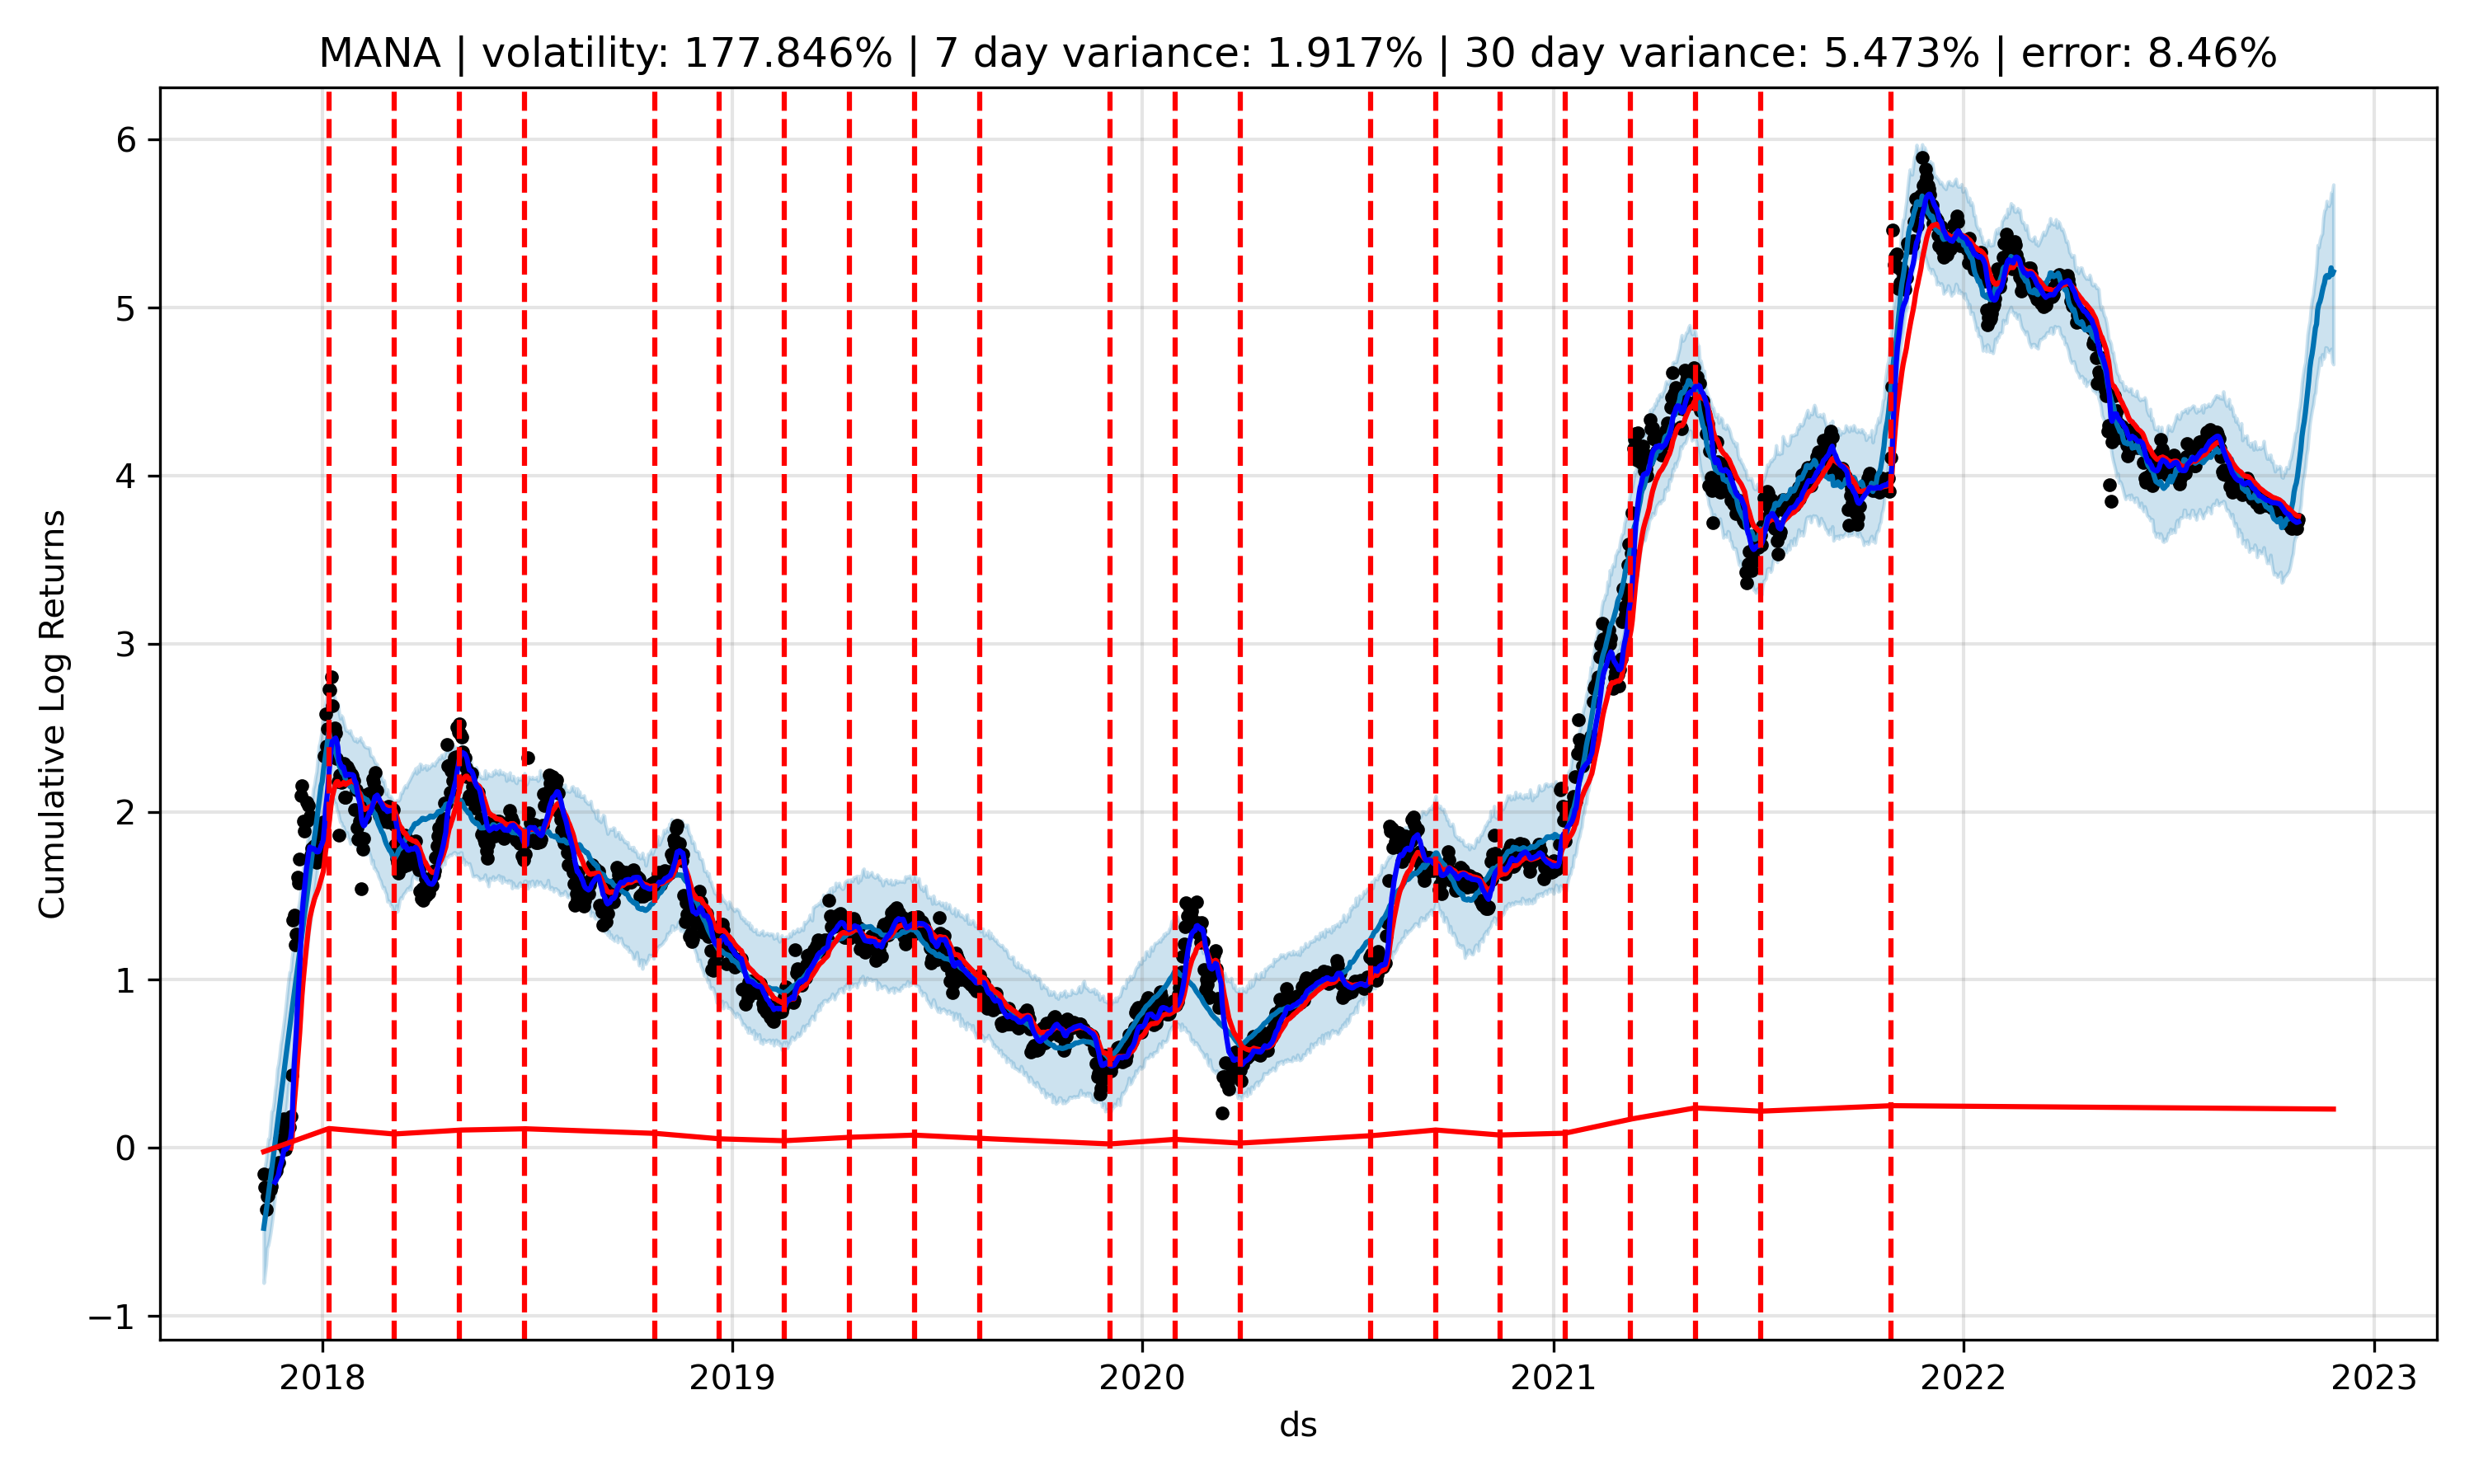 MANA | volatility: 177.846% | 7 day variance: 1.917% | 30 day variance: 5.473% | error: 8.46%
Cumulative Log Returns
6
5
4
3
2
1
0
−1
2018 2019 2020 2021 2022 2023
ds